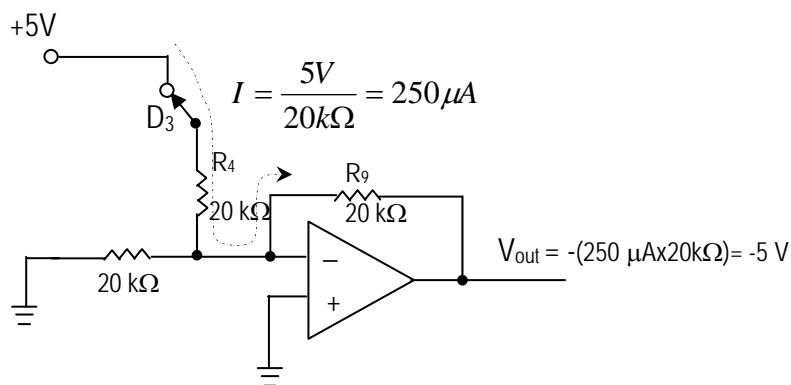 +5V
I = 5V / 20kΩ = 250μA
D₃
R₄
20 kΩ
R₉
20 kΩ
20 kΩ
−
+
Vout = -(250 μAx20kΩ)= -5 V